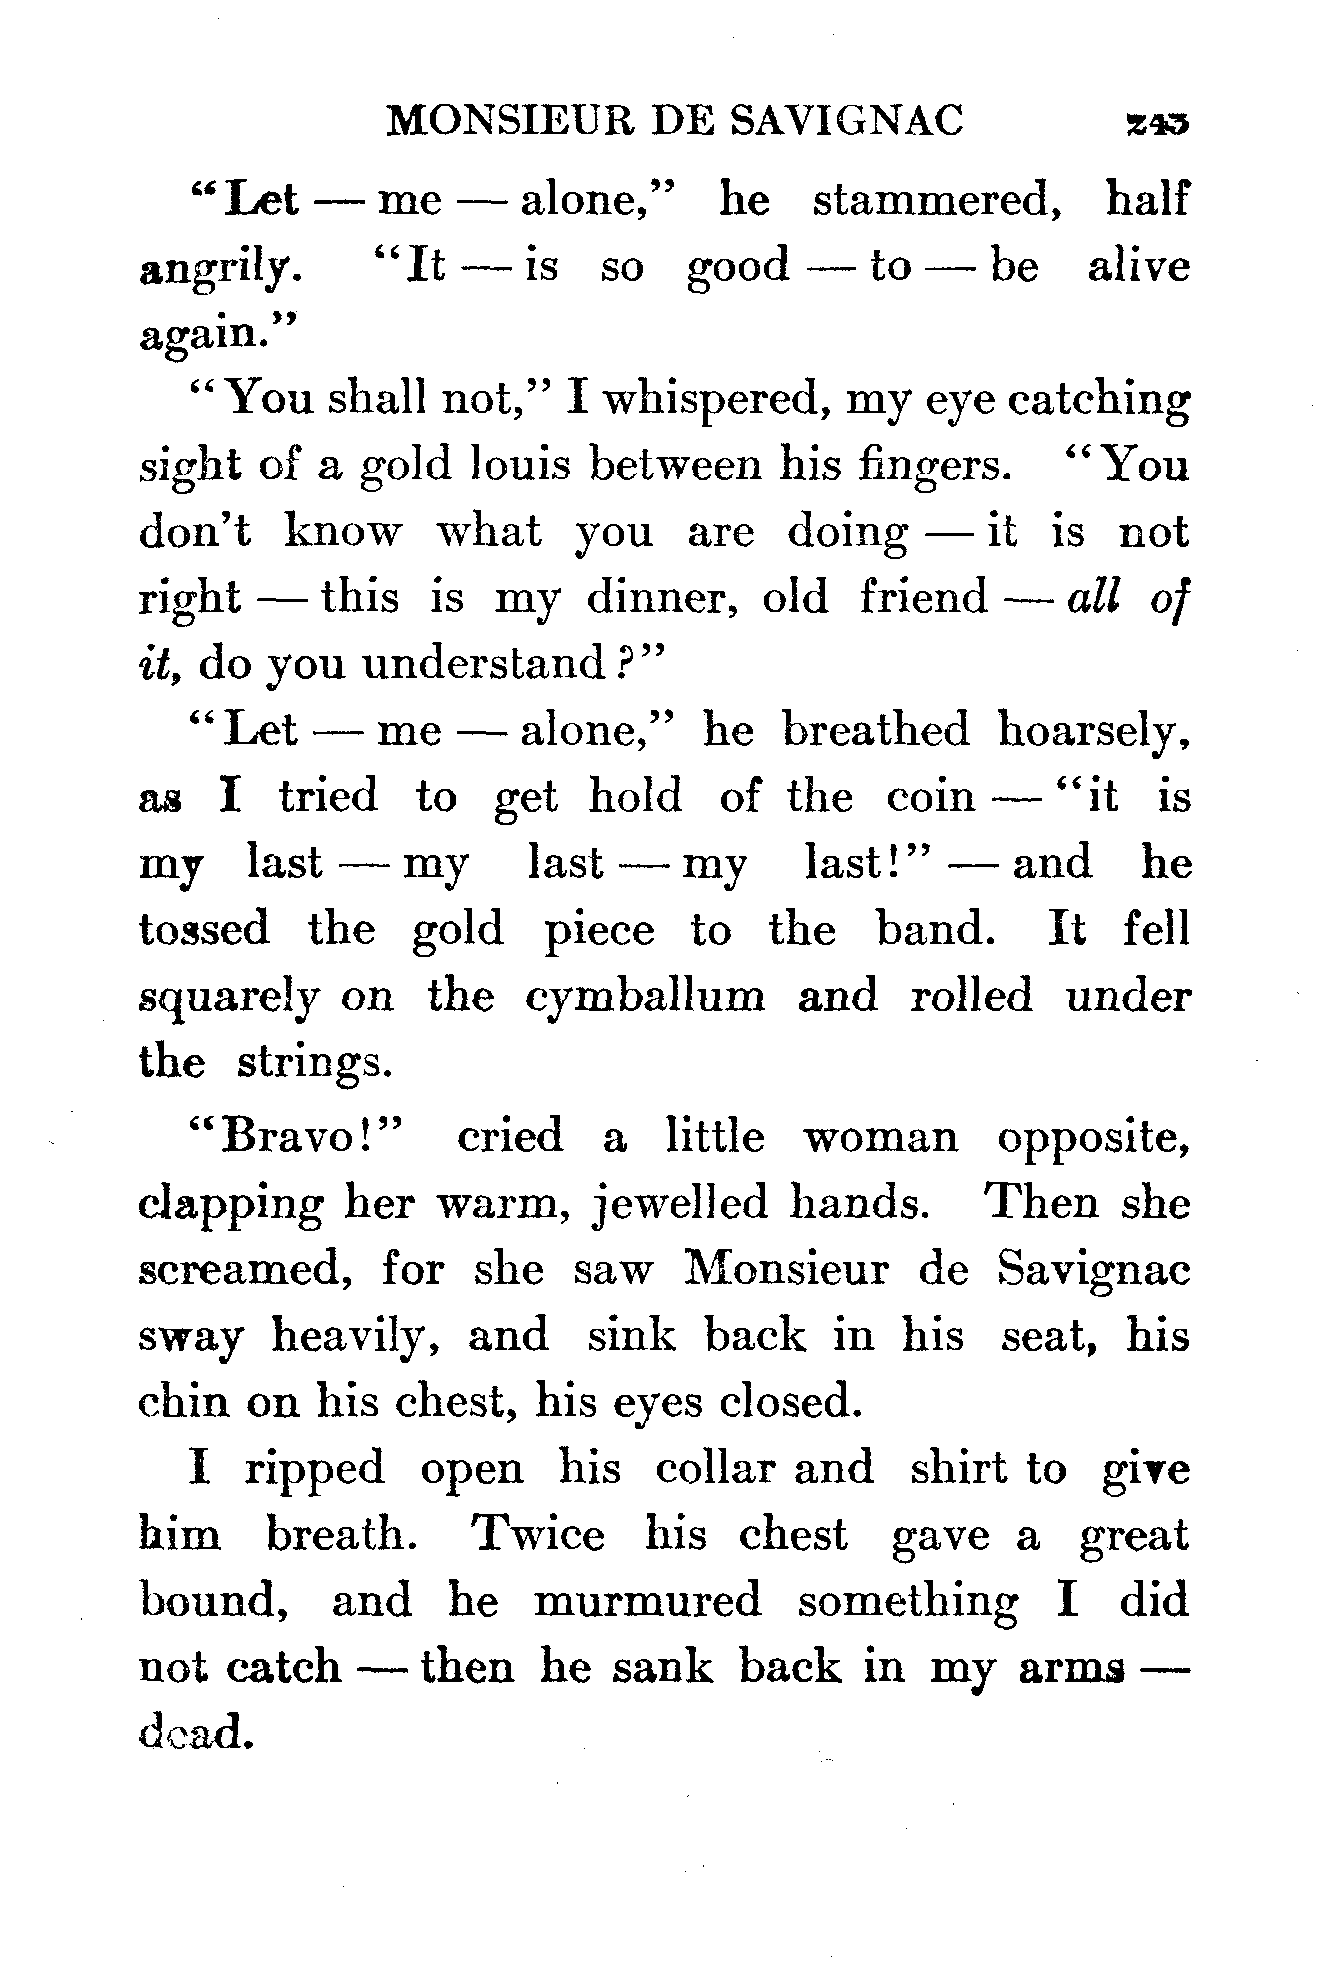 MONSIEUR DE SAVIGNAC 243
“Let — me — alone,” he stammered, half
angrily. “It — is so good — to — be alive
again.”
“You shall not,” I whispered, my eye catching
sight of a gold louis between his fingers. “You
don’t know what you are doing — it is not
right — this is my dinner, old friend — all of
it, do you understand?”
“Let — me — alone,” he breathed hoarsely,
as I tried to get hold of the coin — “it is
my last — my last — my last!” — and he
tossed the gold piece to the band. It fell
squarely on the cymballum and rolled under
the strings.
“Bravo!” cried a little woman opposite,
clapping her warm, jewelled hands. Then she
screamed, for she saw Monsieur de Savignac
sway heavily, and sink back in his seat, his
chin on his chest, his eyes closed.
I ripped open his collar and shirt to give
him breath. Twice his chest gave a great
bound, and he murmured something I did
not catch — then he sank back in my arms —
dead.